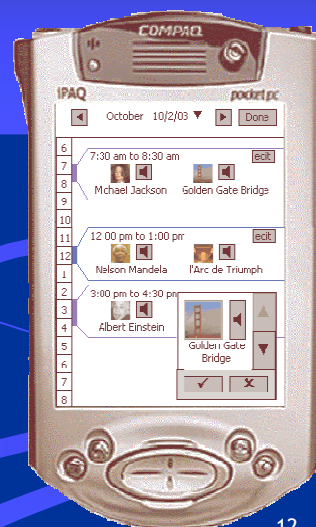 COMPAQ
iPAQ pocket pc
October 10/2/03 Done
6
7:30 am to 8:30 am ecit
7
8
Mchael Jackson Golden Gate Bridge
9
10
11
12 00 pm to 1:00 pm ecit
12
Nelson Mandela l'Arc de Triumph
1
2
3:00 pm to 4:30 pm
3
4
Albert Einstein
5
Golden Gate
6
Bridge
7
8
12